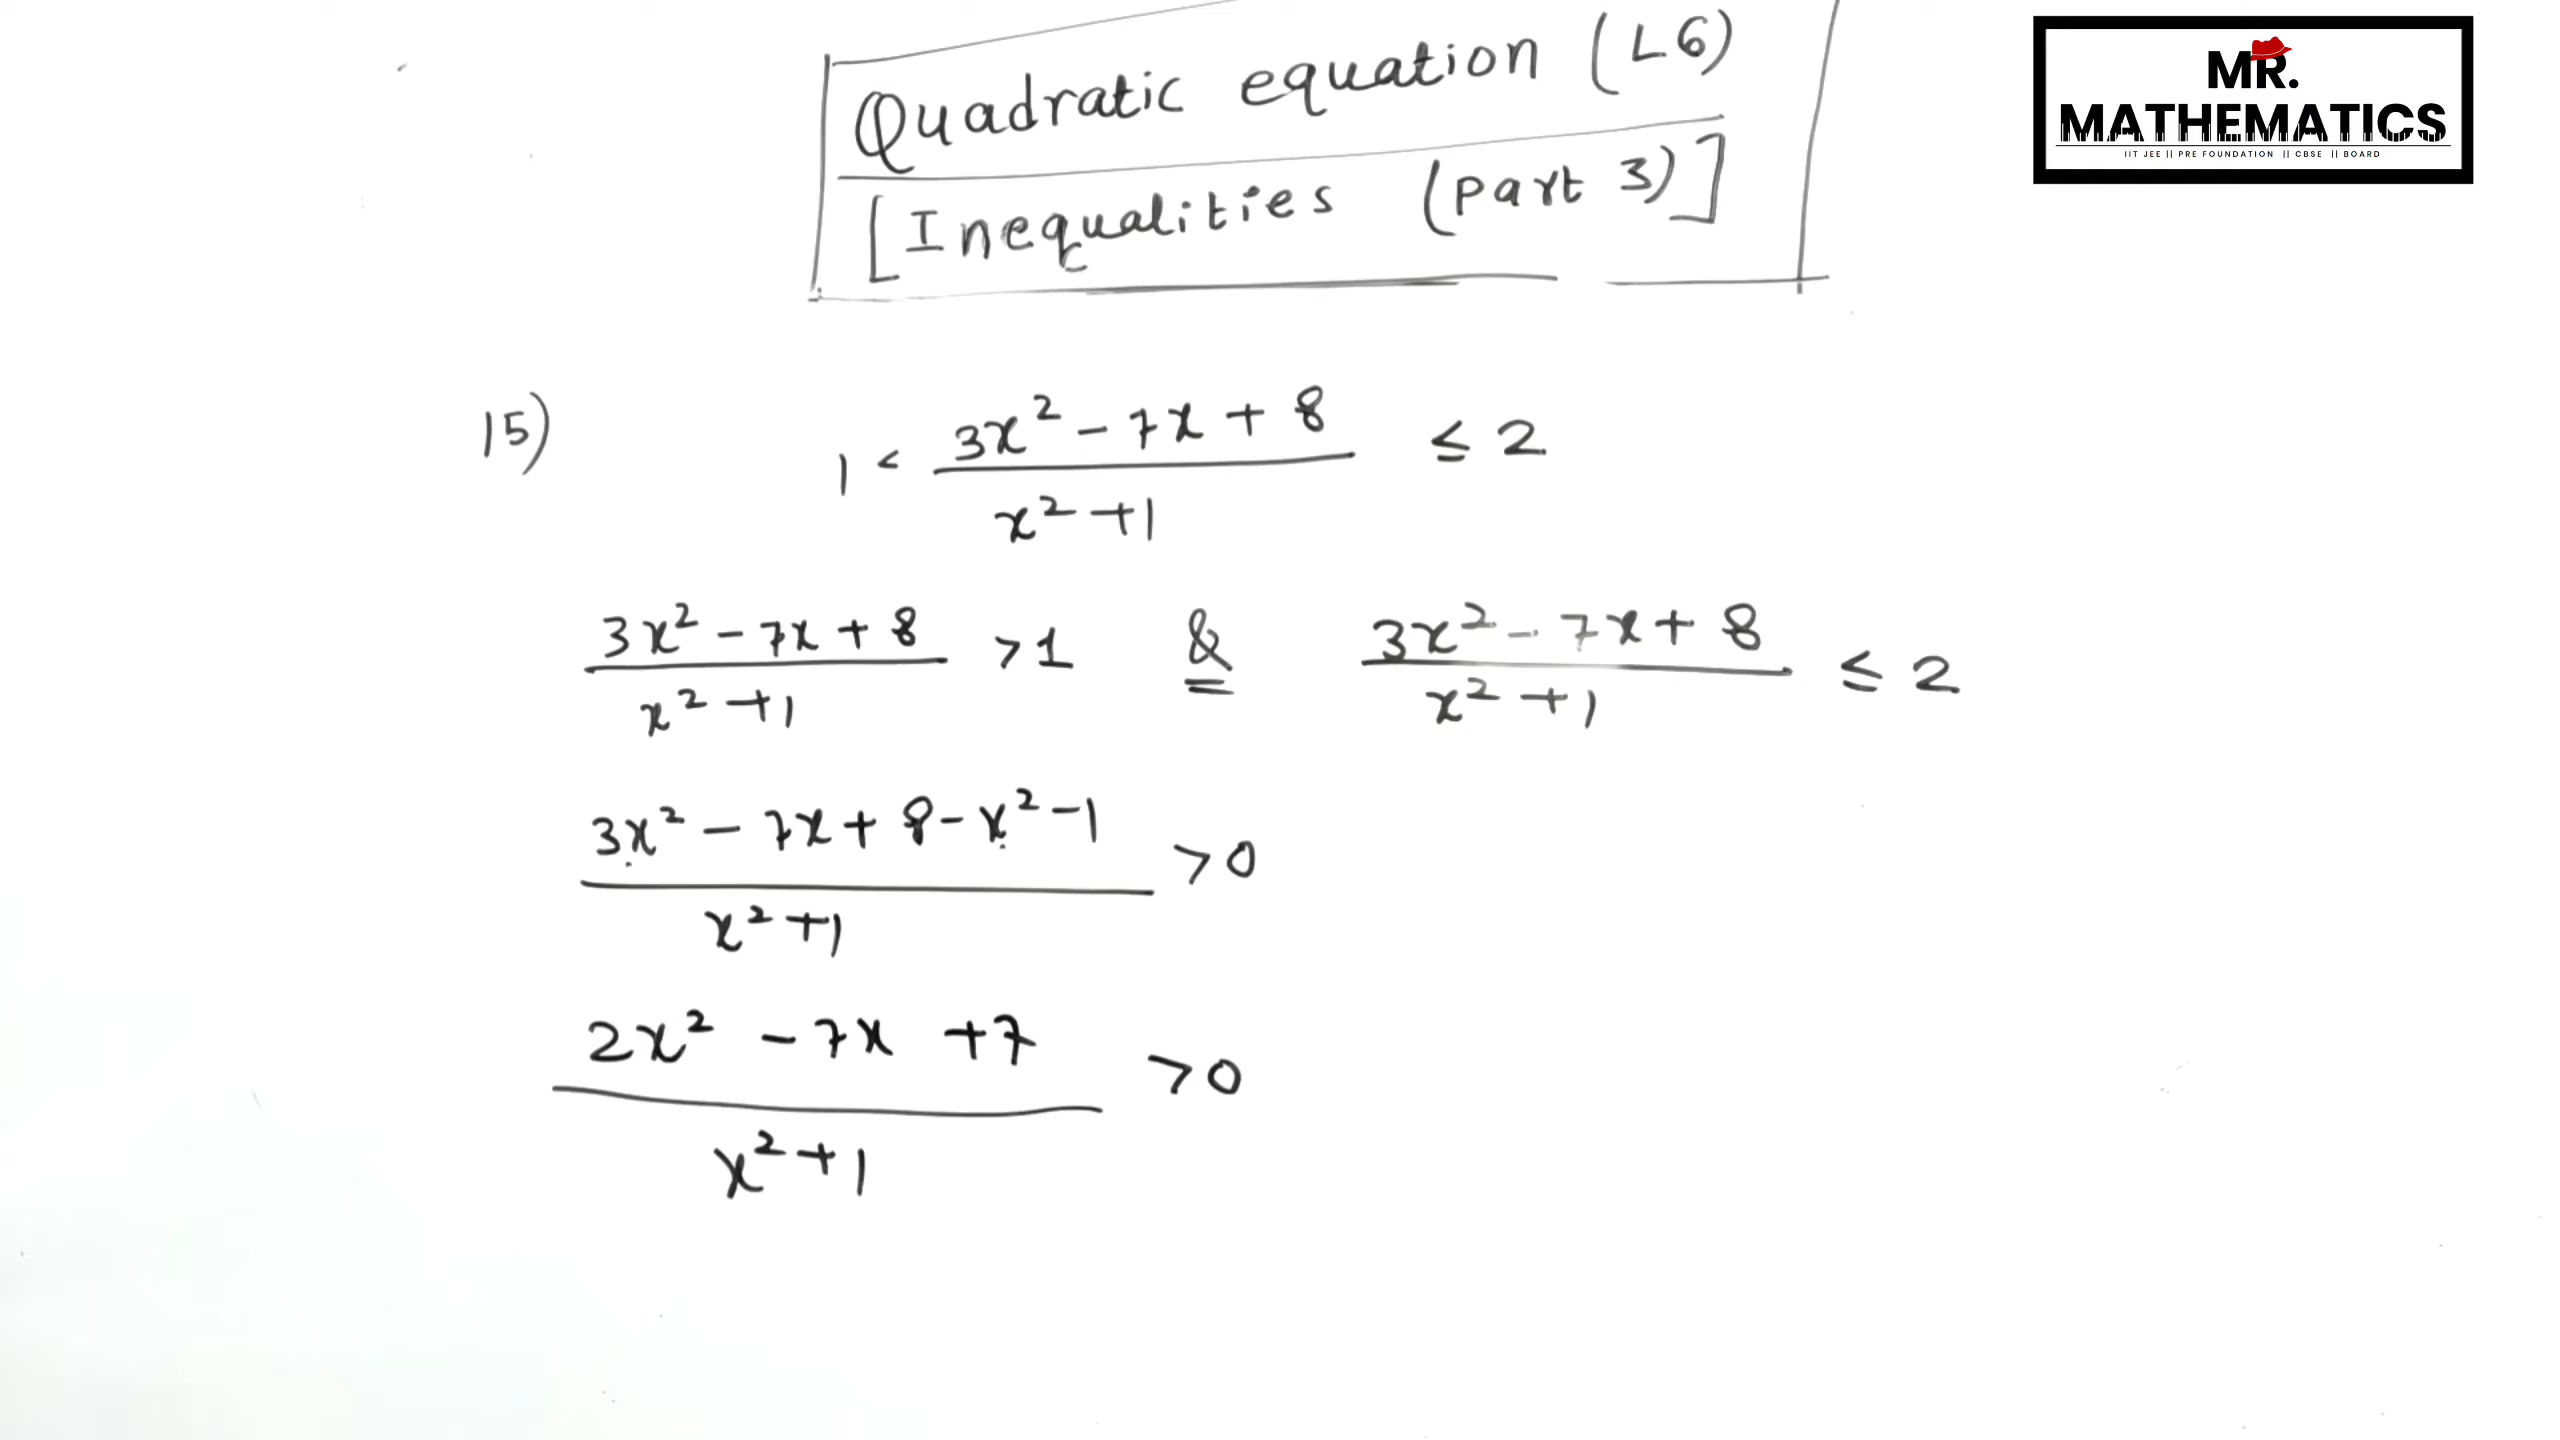 Quadratic equation (L6)
[Inequalities (part 3)]
MR.
MATHEMATICS
IIT JEE || PRE FOUNDATION || CBSE || BOARD
15) 1 < (3x² - 7x + 8)/(x² + 1) ≤ 2
(3x² - 7x + 8)/(x² + 1) > 1 & (3x² - 7x + 8)/(x² + 1) ≤ 2
(3x² - 7x + 8 - x² - 1)/(x² + 1) > 0
(2x² - 7x + 7)/(x² + 1) > 0